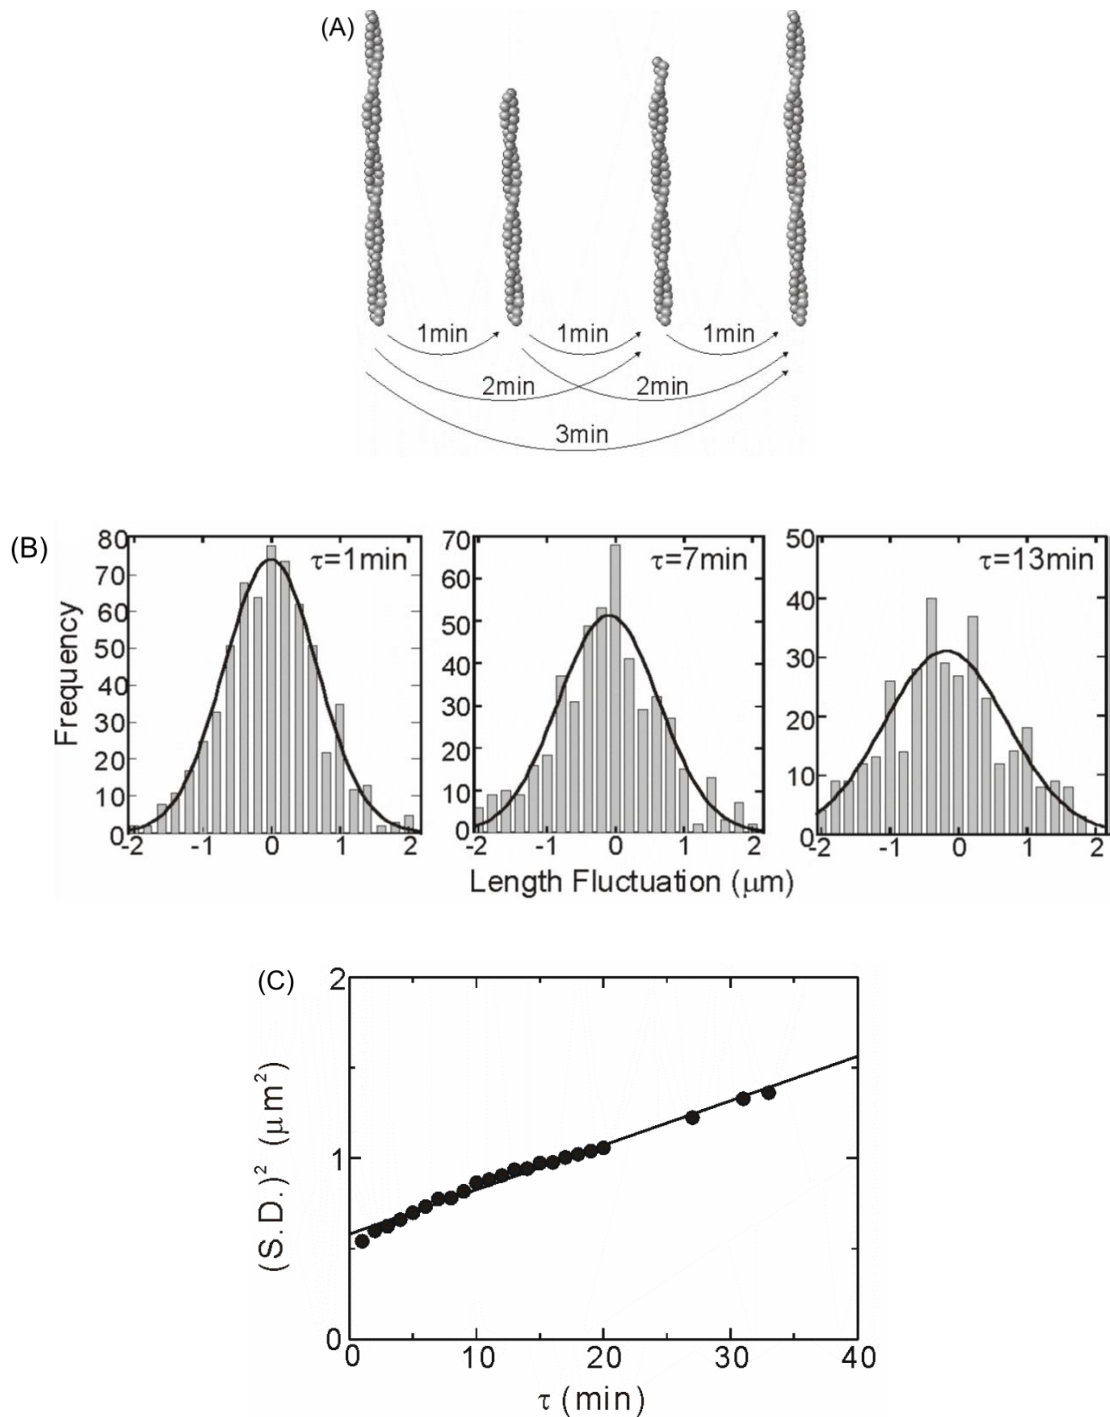 (A)
1min 1min 1min
2min 2min
3min
(B)
Frequency
80
70
60
50
40
30
20
10
0
-2 -1 0 1 2
τ=1min
70
60
50
40
30
20
10
0
-2 -1 0 1 2
τ=7min
50
40
30
20
10
0
-2 -1 0 1 2
τ=13min
Length Fluctuation (μm)
(C)
(S.D.)² (μm²)
2
1
0
0 10 20 30 40
τ (min)